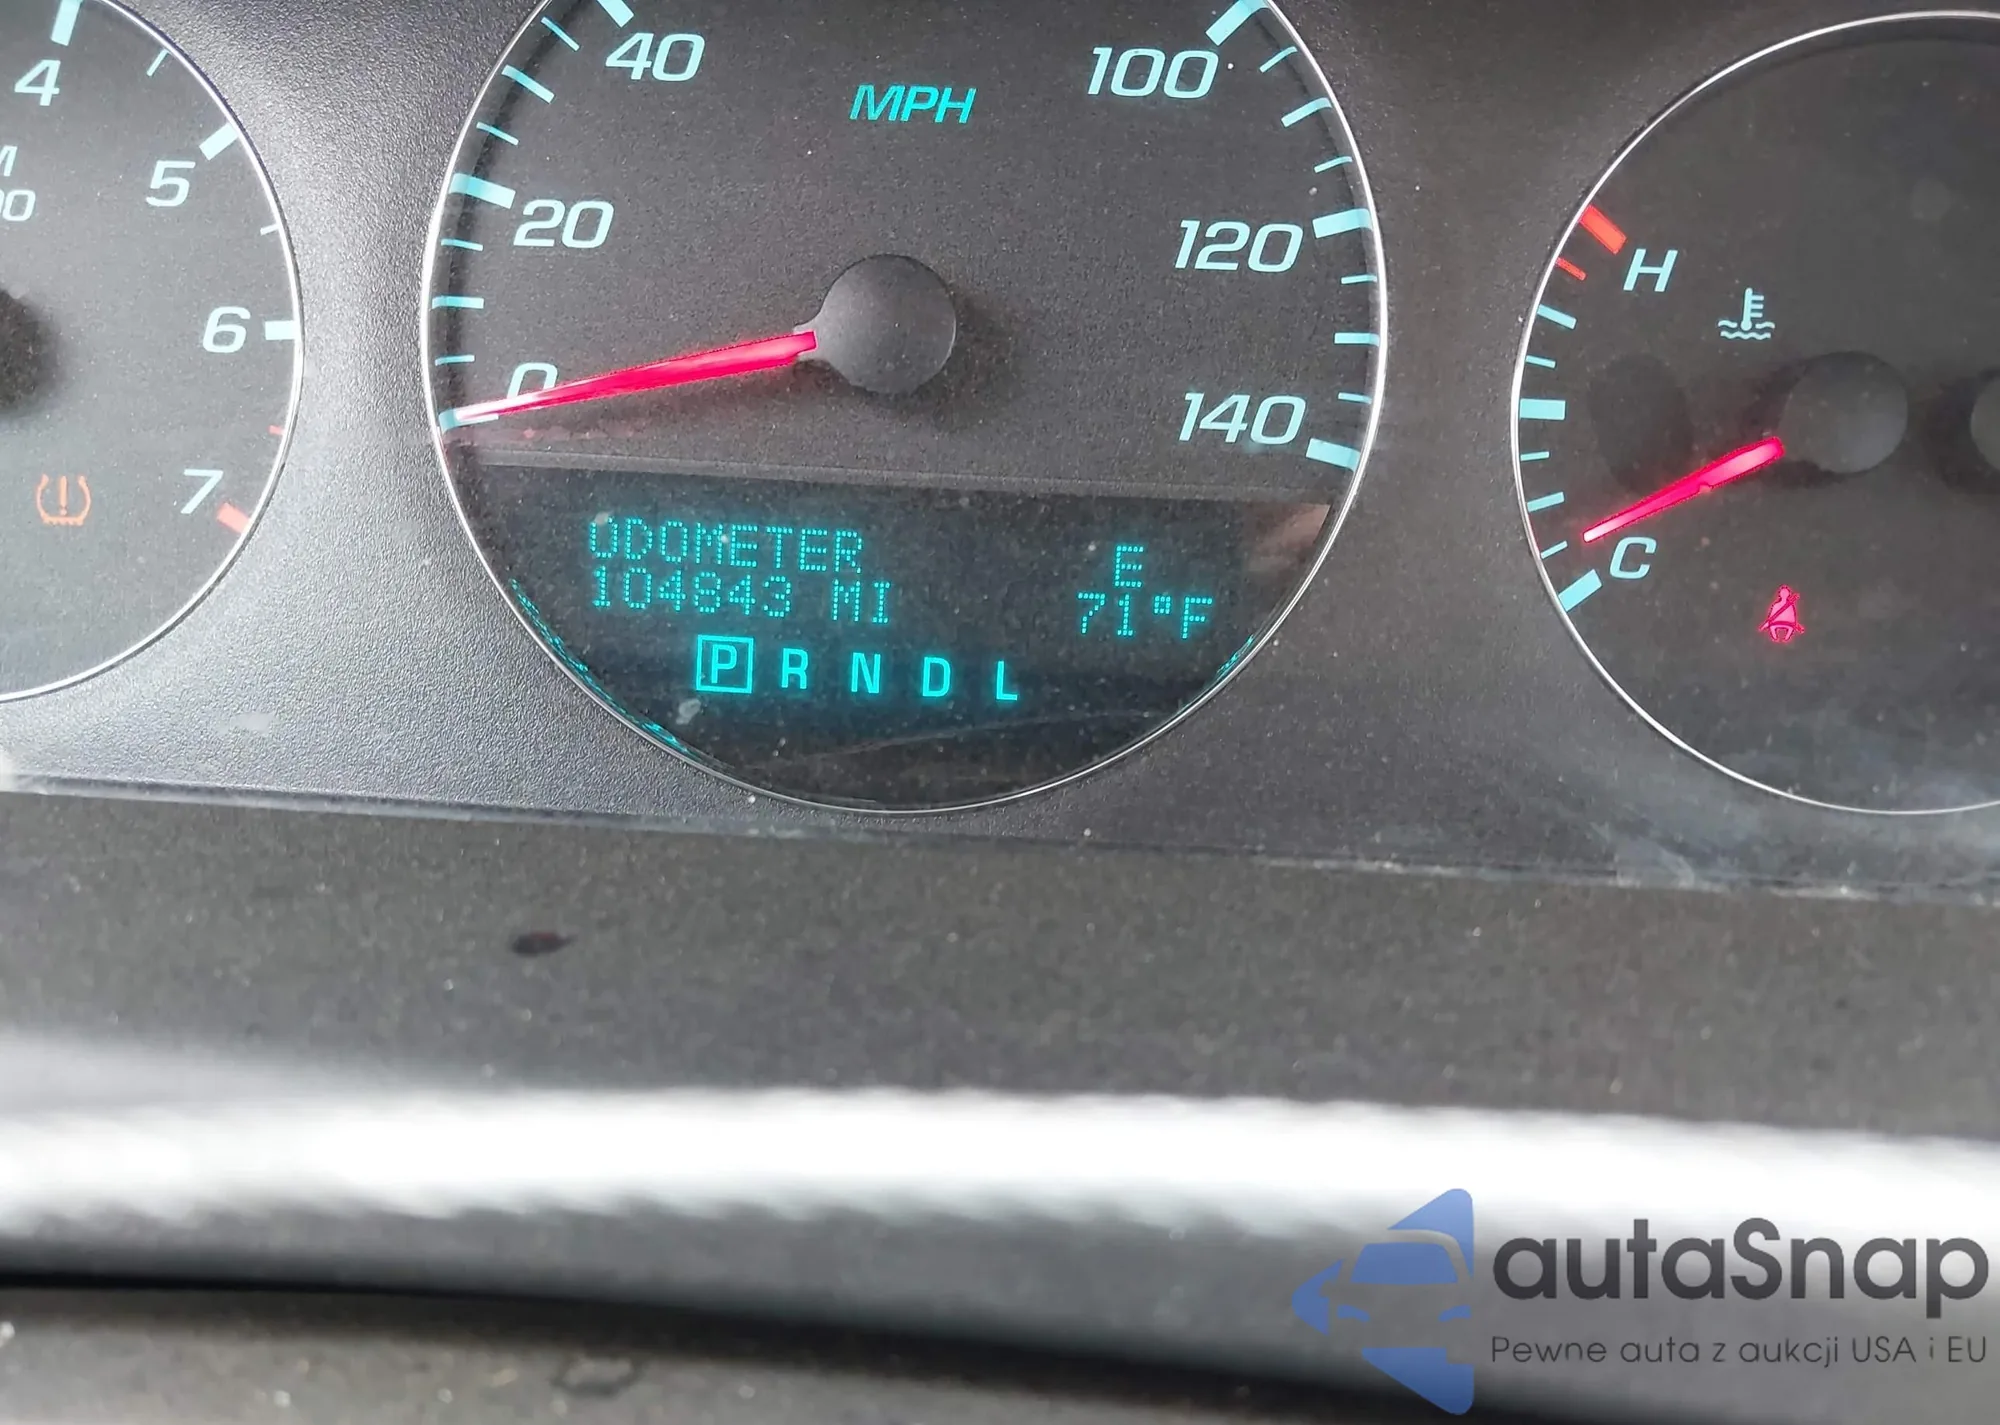 40
MPH
100
20
120
0
140
4
5
6
7
H
C
ODOMETER
104843 MI
E
71°F
P R N D L
autaSnap
Pewne auta z aukcji USA i EU